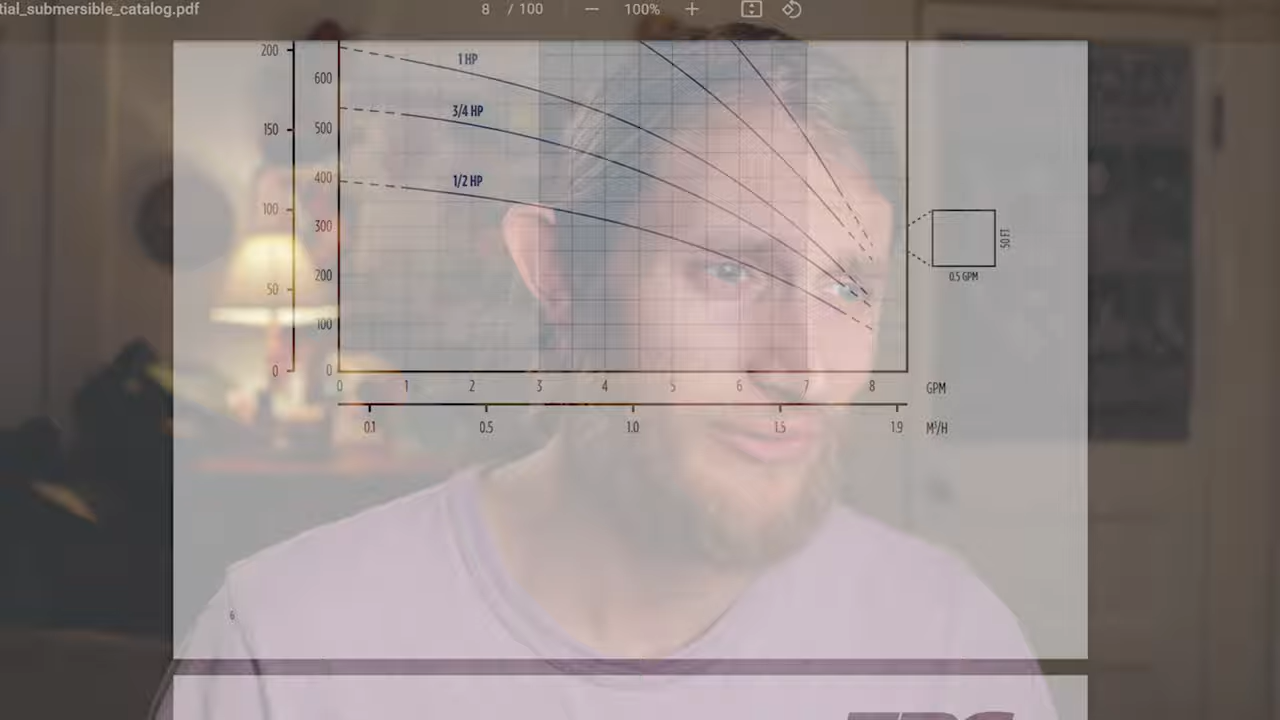 tial_submersible_catalog.pdf
8 / 100
100%
200
150
100
50
0
600
500
400
300
200
100
0
1 HP
3/4 HP
1/2 HP
0 1 2 3 4 5 6 7 8 GPM
0.1 0.5 1.0 1.5 1.9 M³/H
50 FT
0.5 GPM
6